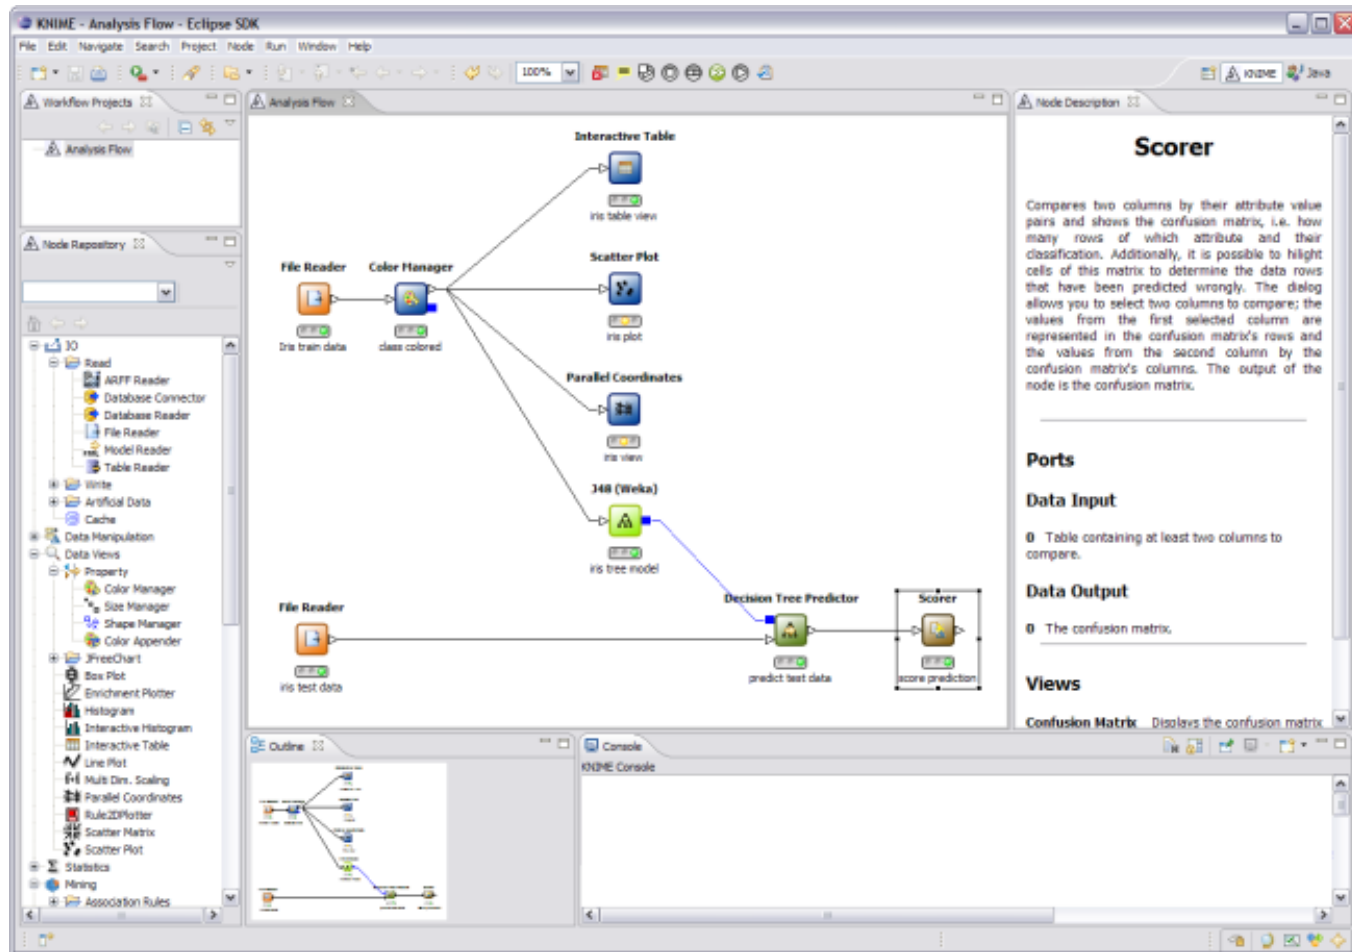 KNIME - Analysis Flow - Eclipse SDK
File Edit Navigate Search Project Node Run Window Help
100%
KNIME
Java
Workflow Projects
Analysis Flow
Node Repository
IO
Read
ARFF Reader
Database Connector
Database Reader
File Reader
Model Reader
Table Reader
Write
Artificial Data
Cache
Data Manipulation
Data Views
Property
Color Manager
Size Manager
Shape Manager
Color Appender
JFreeChart
Box Plot
Enrichment Plotter
Histogram
Interactive Histogram
Interactive Table
Line Plot
Multi Dim. Scaling
Parallel Coordinates
Rule2DPlotter
Scatter Matrix
Scatter Plot
Statistics
Mining
Association Rules
Analysis Flow
Interactive Table
iris table view
File Reader
Iris train data
Color Manager
class colored
Scatter Plot
iris plot
Parallel Coordinates
iris view
J48 (Weka)
iris tree model
File Reader
iris test data
Decision Tree Predictor
predict test data
Scorer
score prediction
Node Description
Scorer
Compares two columns by their attribute value
pairs and shows the confusion matrix, i.e. how
many rows of which attribute and their
classification. Additionally, it is possible to hilight
cells of this matrix to determine the data rows
that have been predicted wrongly. The dialog
allows you to select two columns to compare; the
values from the first selected column are
represented in the confusion matrix's rows and
the values from the second column by the
confusion matrix's columns. The output of the
node is the confusion matrix.
Ports
Data Input
0 Table containing at least two columns to
compare.
Data Output
0 The confusion matrix.
Views
Confusion Matrix Displays the confusion matrix
Outline
Console
KNIME Console